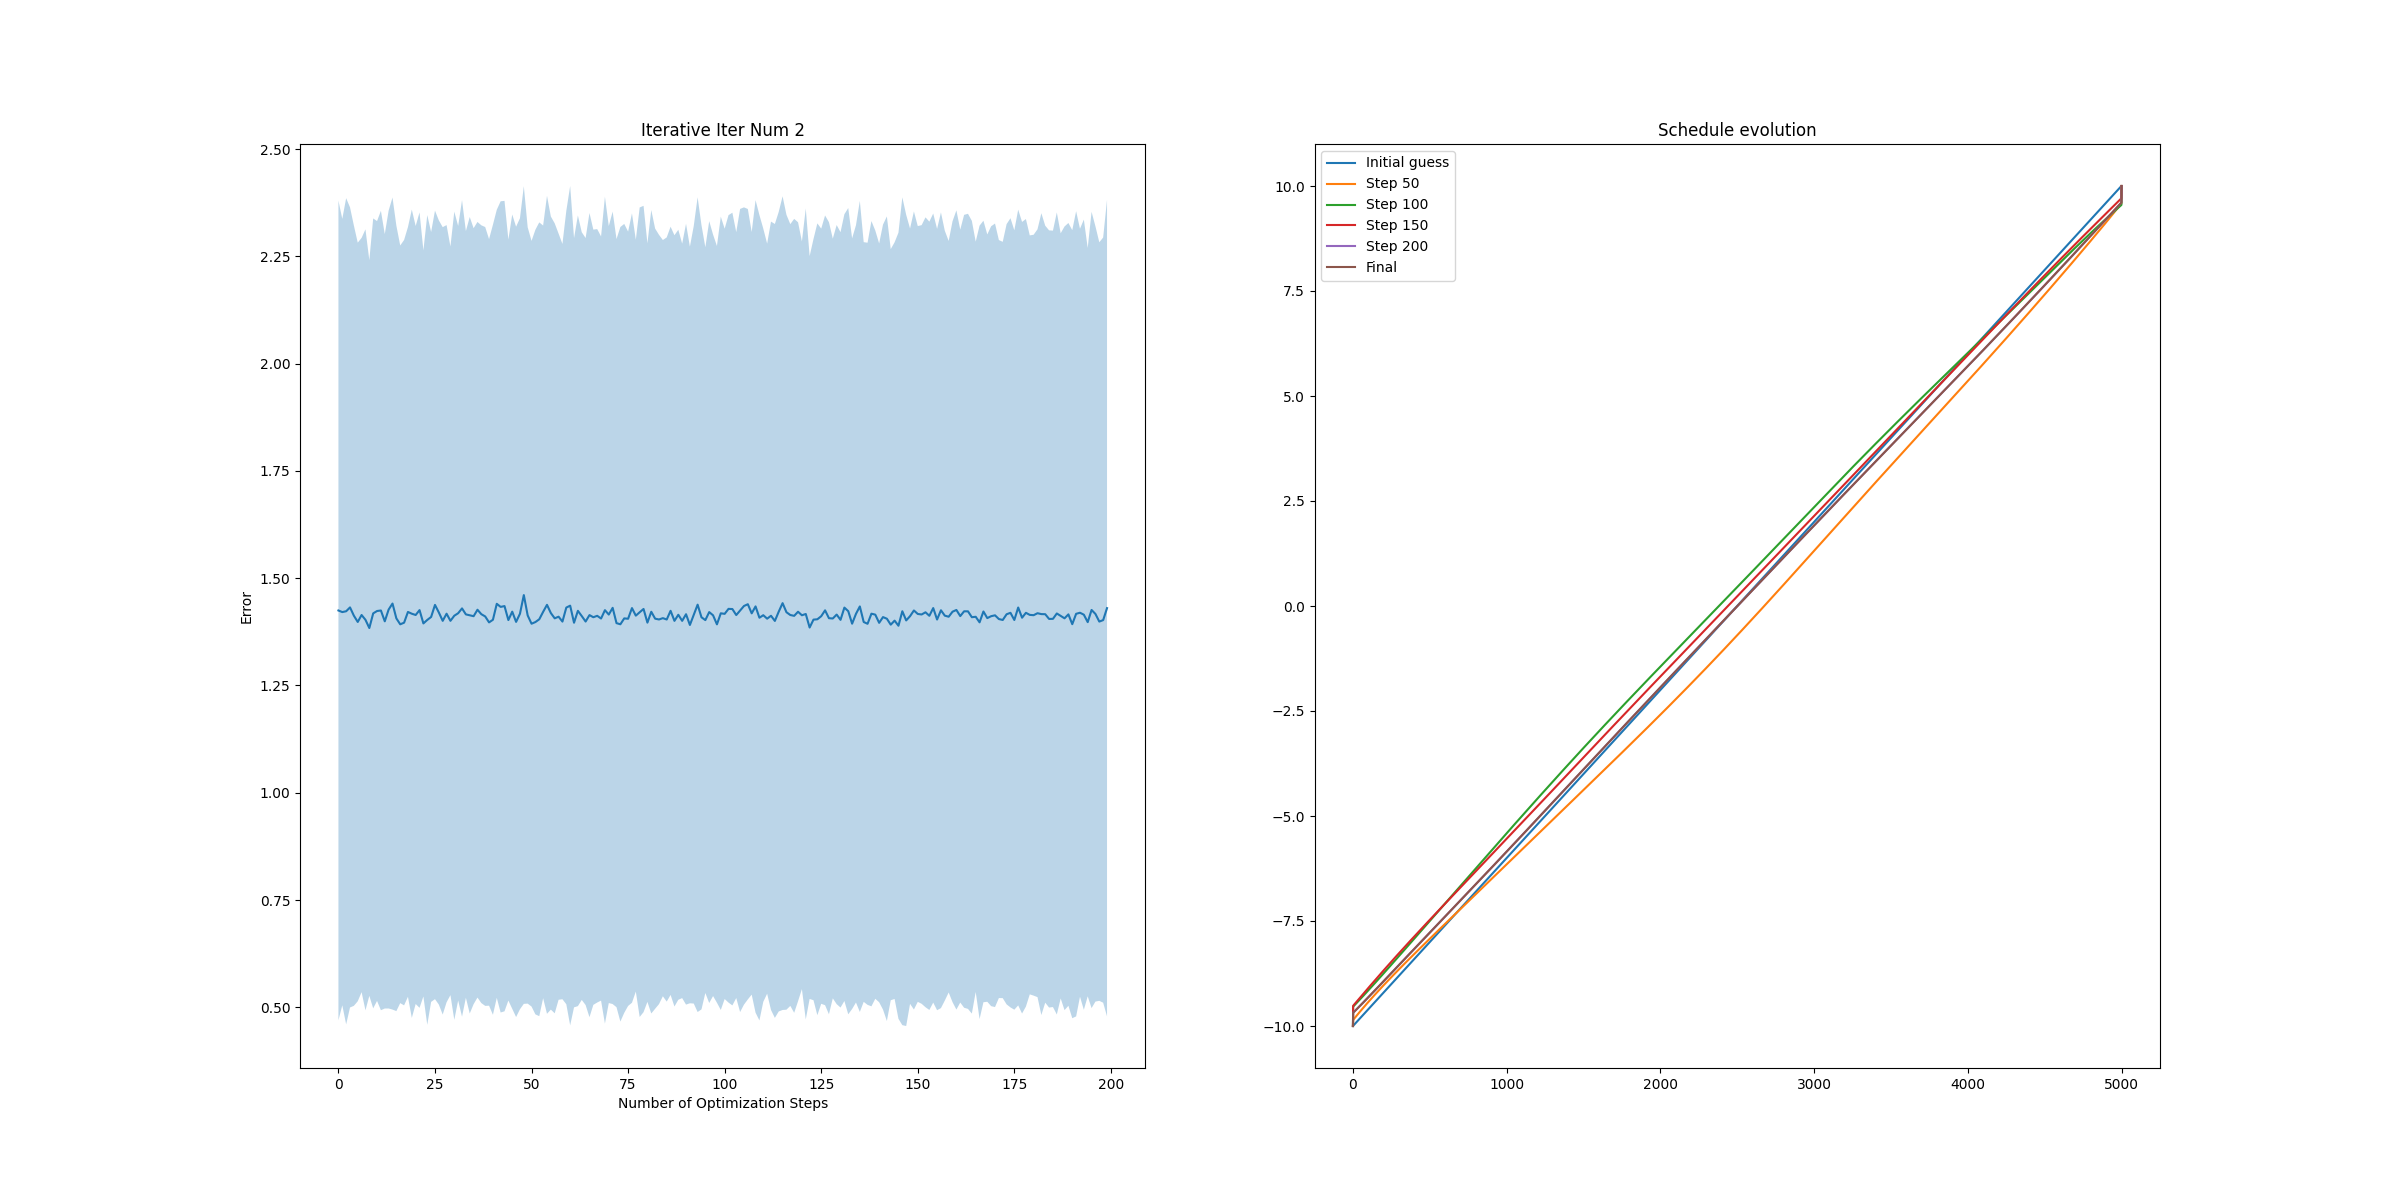 Iterative Iter Num 2
2.50
2.25
2.00
1.75
1.50
1.25
1.00
0.75
0.50
Error
0 25 50 75 100 125 150 175 200
Number of Optimization Steps
Schedule evolution
Initial guess
Step 50
Step 100
Step 150
Step 200
Final
10.0
7.5
5.0
2.5
0.0
−2.5
−5.0
−7.5
−10.0
0 1000 2000 3000 4000 5000